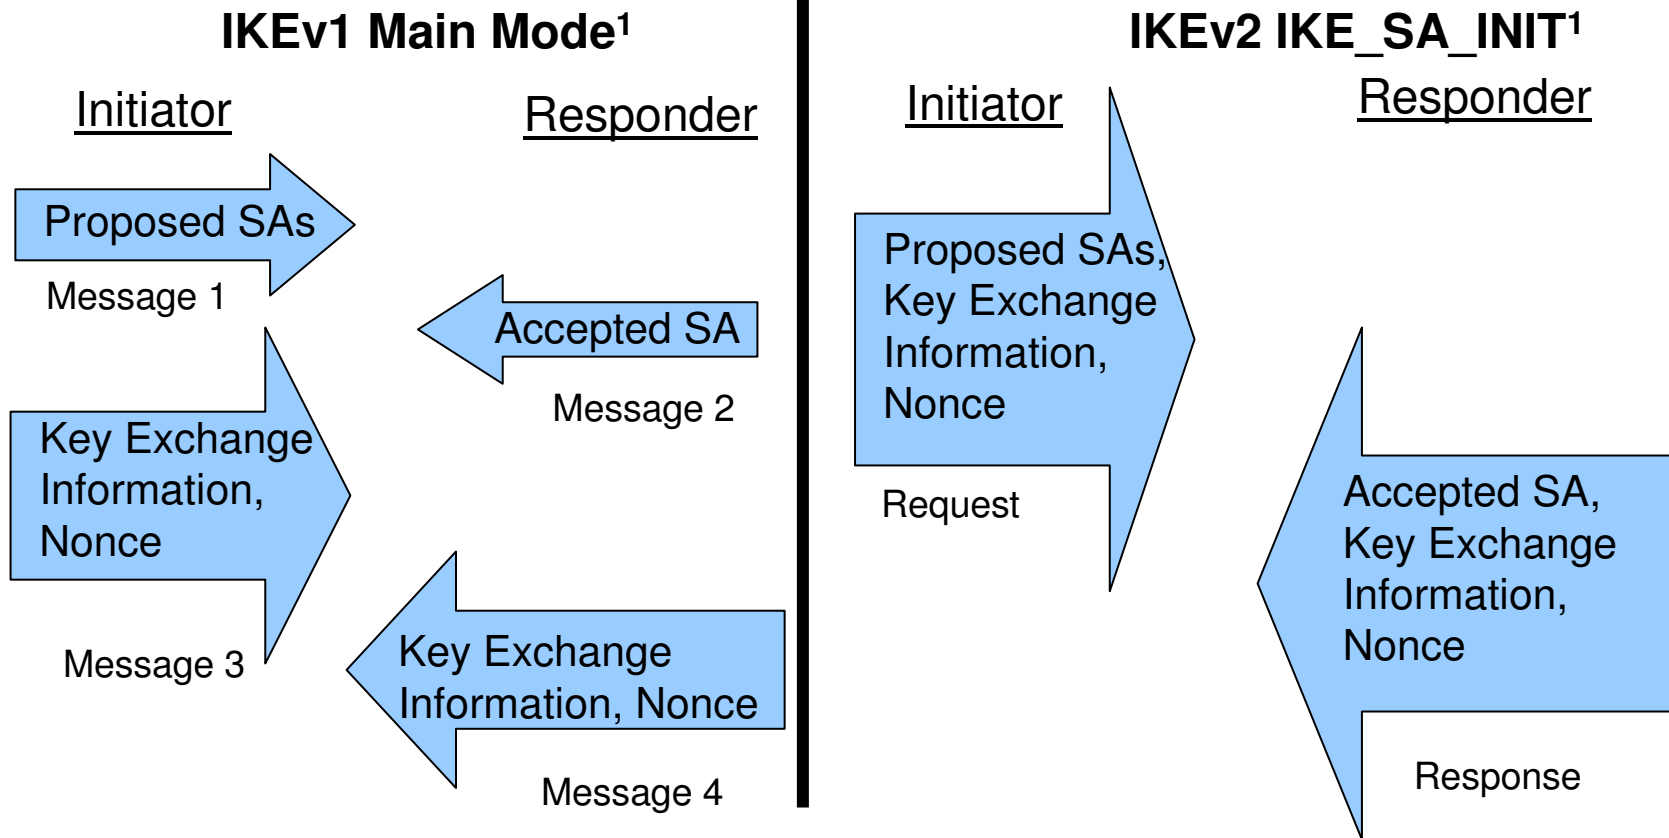 IKEv1 Main Mode¹
Initiator
Responder
Proposed SAs
Message 1
Accepted SA
Message 2
Key Exchange
Information,
Nonce
Message 3
Key Exchange
Information, Nonce
Message 4
IKEv2 IKE_SA_INIT¹
Initiator
Responder
Proposed SAs,
Key Exchange
Information,
Nonce
Request
Accepted SA,
Key Exchange
Information,
Nonce
Response